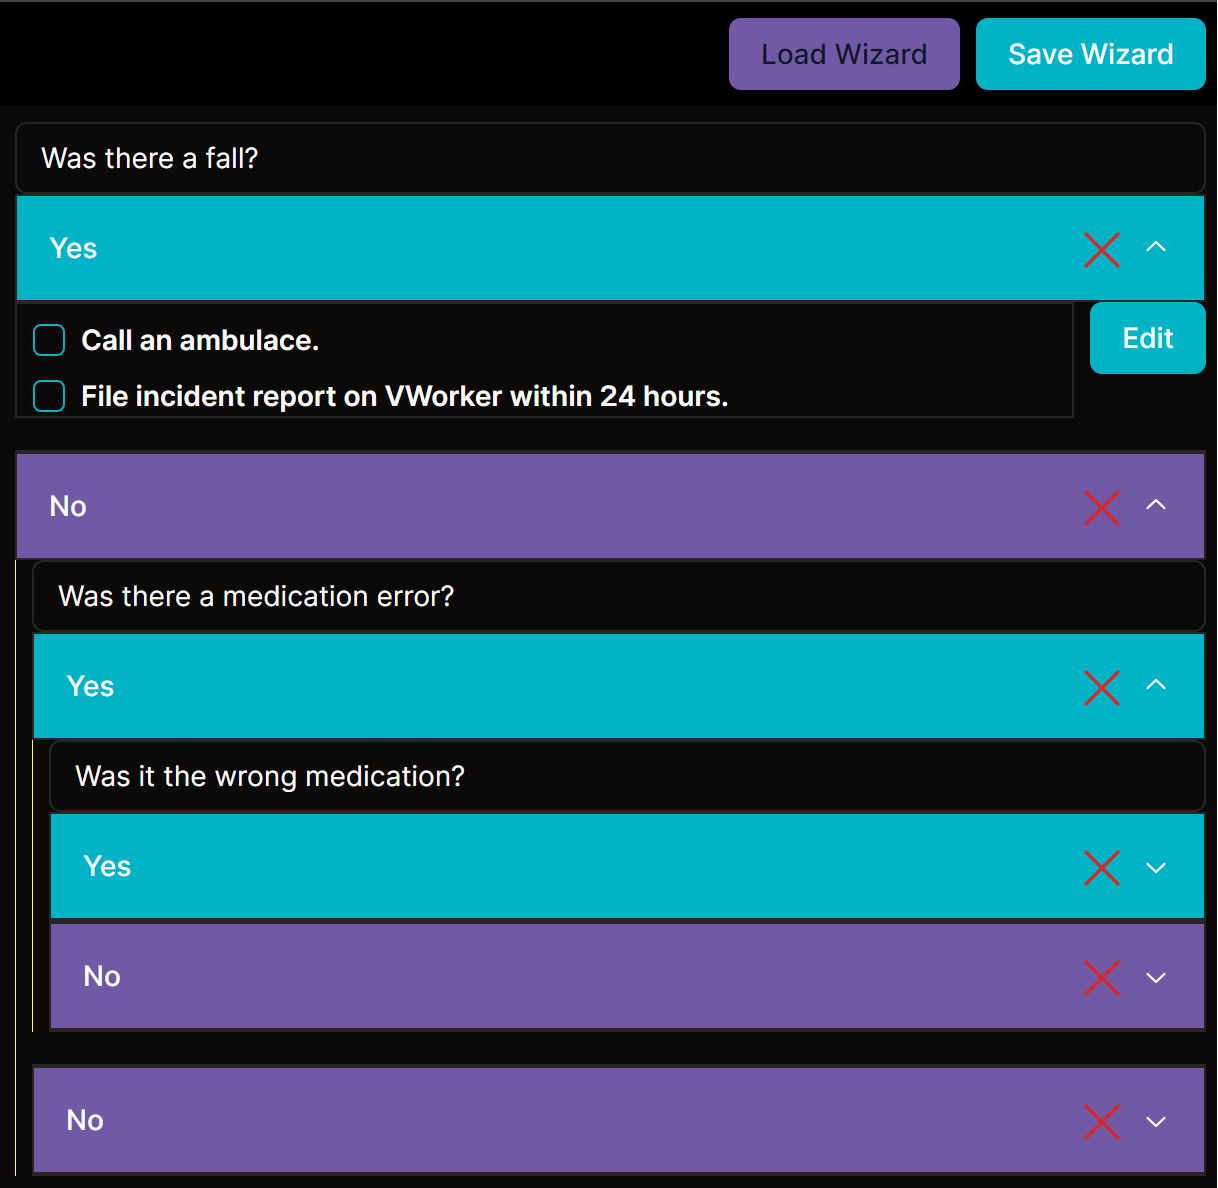 Load Wizard
Save Wizard
Was there a fall?
Yes
Call an ambulace.
Edit
File incident report on VWorker within 24 hours.
No
Was there a medication error?
Yes
Was it the wrong medication?
Yes
No
No